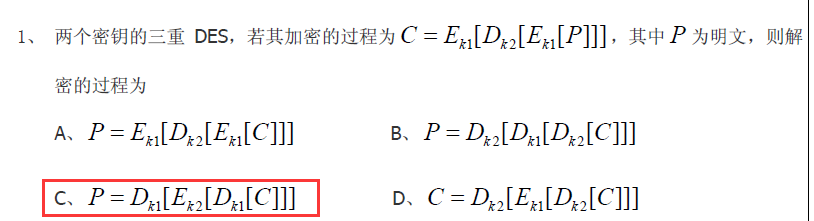 1、 两个密钥的三重 DES，若其加密的过程为 C = E_{k1}[D_{k2}[E_{k1}[P]]]，其中 P 为明文，则解
密的过程为
A、 P = E_{k1}[D_{k2}[E_{k1}[C]]] B、 P = D_{k2}[D_{k1}[D_{k2}[C]]]
C、 P = D_{k1}[E_{k2}[D_{k1}[C]]] D、 C = D_{k2}[E_{k1}[D_{k2}[C]]]